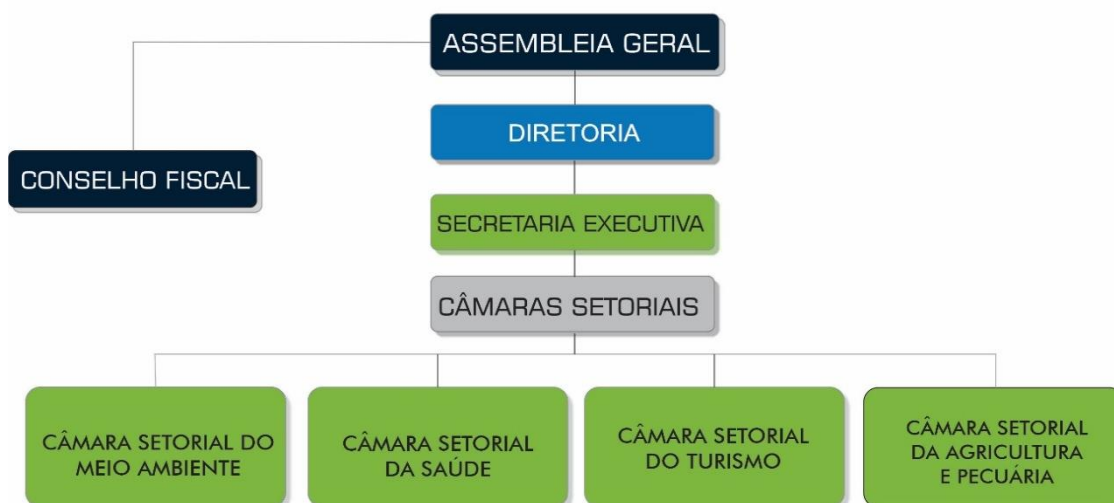 ASSEMBLEIA GERAL
DIRETORIA
CONSELHO FISCAL
SECRETARIA EXECUTIVA
CÂMARAS SETORIAIS
CÂMARA SETORIAL DO
MEIO AMBIENTE
CÂMARA SETORIAL
DA SAÚDE
CÂMARA SETORIAL
DO TURISMO
CÂMARA SETORIAL
DA AGRICULTURA
E PECUÁRIA